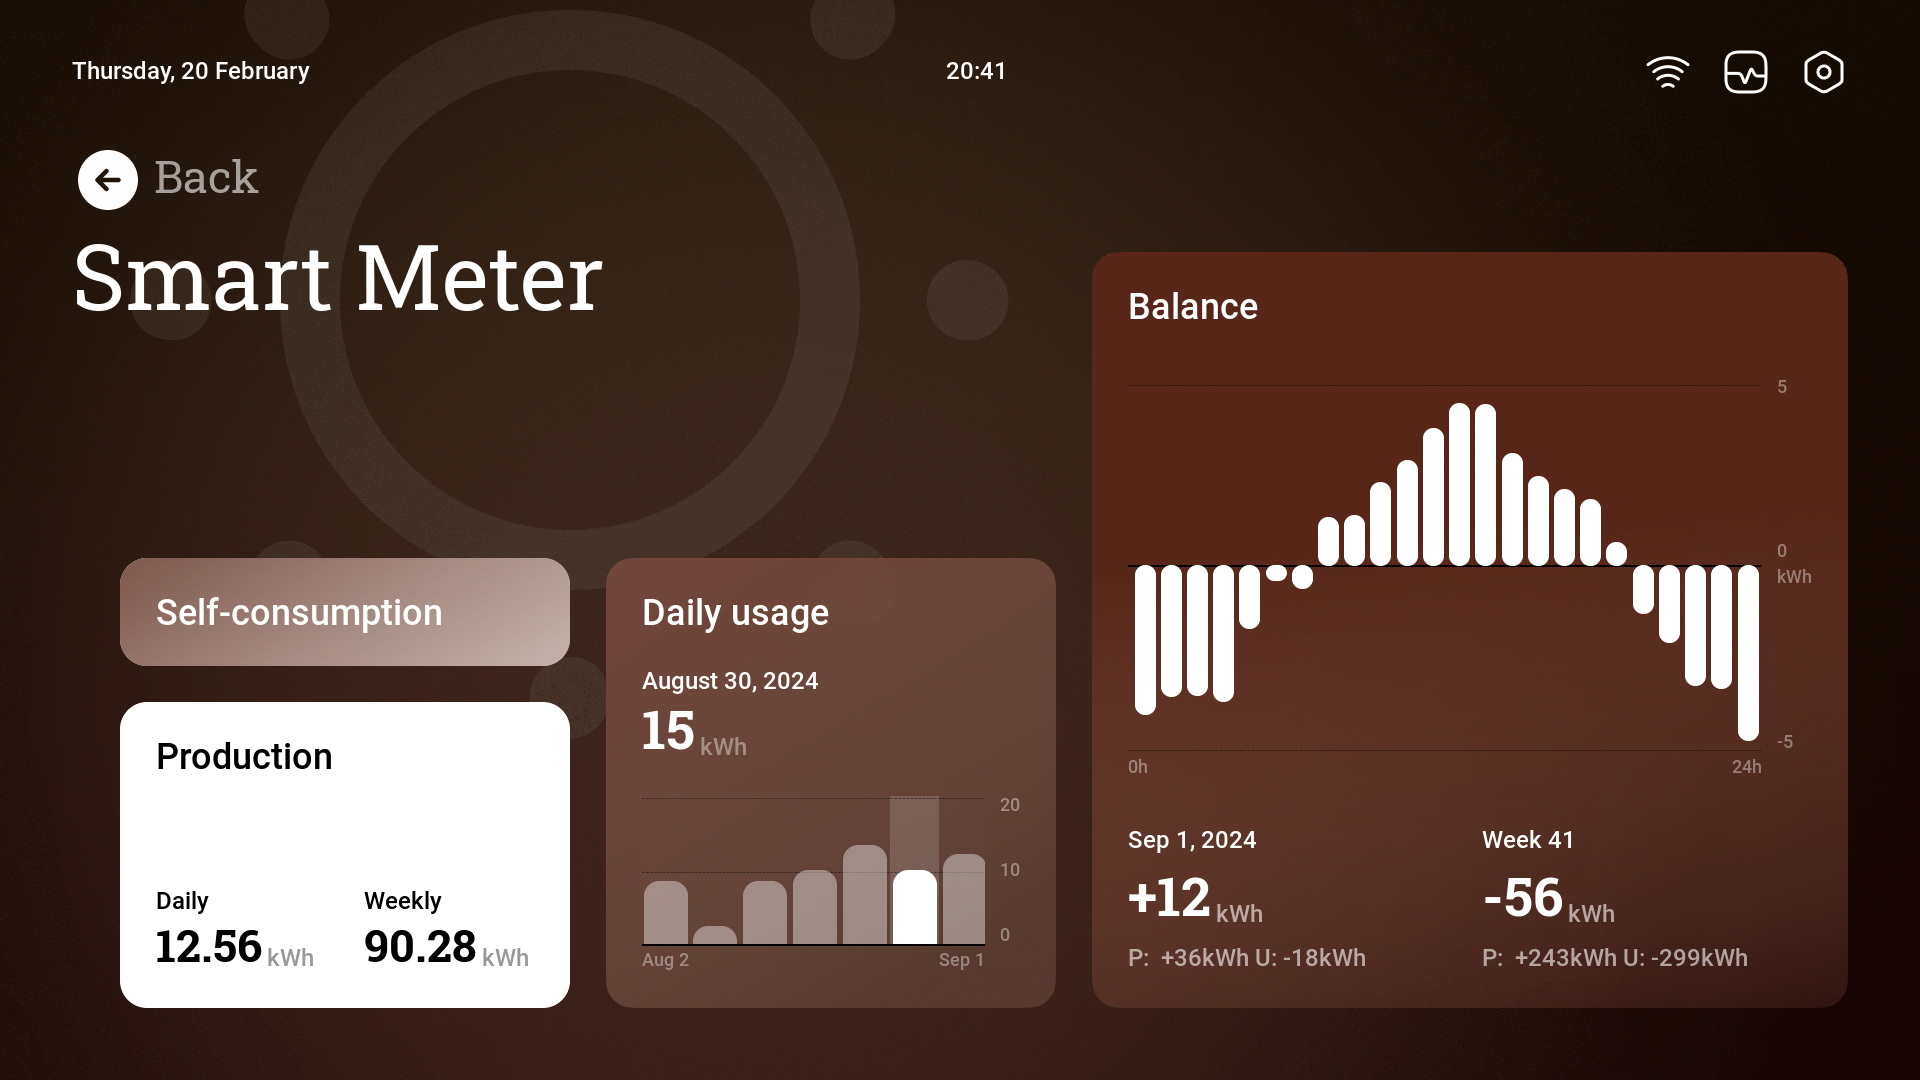 Thursday, 20 February
20:41
Back
Smart Meter
Self-consumption
Production
Daily
12.56 kWh
Weekly
90.28 kWh
Daily usage
August 30, 2024
15 kWh
20
10
0
Aug 2
Sep 1
Balance
5
0
kWh
-5
0h
24h
Sep 1, 2024
+12 kWh
P: +36kWh U: -18kWh
Week 41
-56 kWh
P: +243kWh U: -299kWh